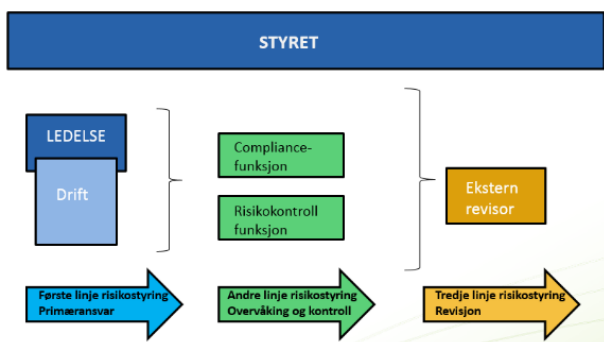 STYRET
LEDELSE
Drift
Compliance-
funksjon
Risikokontroll
funksjon
Ekstern
revisor
Første linje risikostyring
Primæransvar
Andre linje risikostyring
Overvåking og kontroll
Tredje linje risikostyring
Revisjon